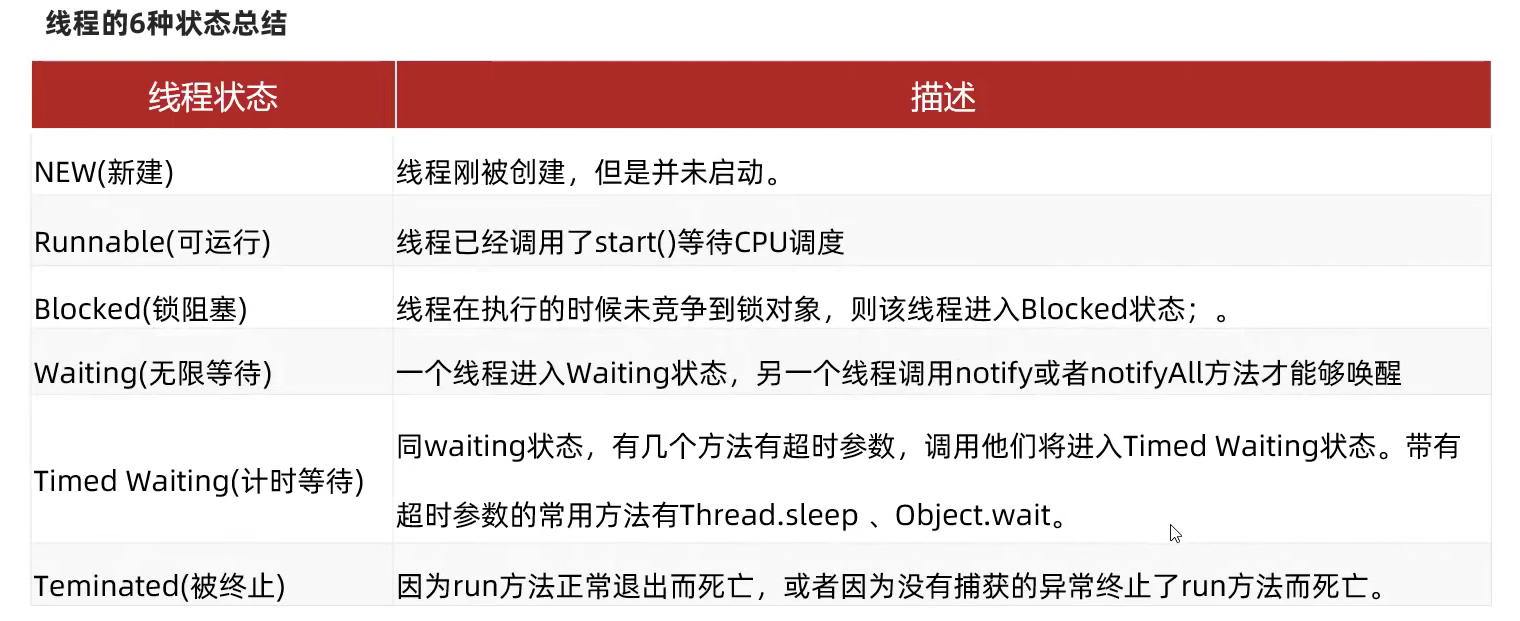 线程的6种状态总结
线程状态
描述
NEW(新建)
线程刚被创建，但是并未启动。
Runnable(可运行)
线程已经调用了start()等待CPU调度
Blocked(锁阻塞)
线程在执行的时候未竞争到锁对象，则该线程进入Blocked状态；。
Waiting(无限等待)
一个线程进入Waiting状态，另一个线程调用notify或者notifyAll方法才能够唤醒
Timed Waiting(计时等待)
同waiting状态，有几个方法有超时参数，调用他们将进入Timed Waiting状态。带有
超时参数的常用方法有Thread.sleep 、Object.wait。
Teminated(被终止)
因为run方法正常退出而死亡，或者因为没有捕获的异常终止了run方法而死亡。